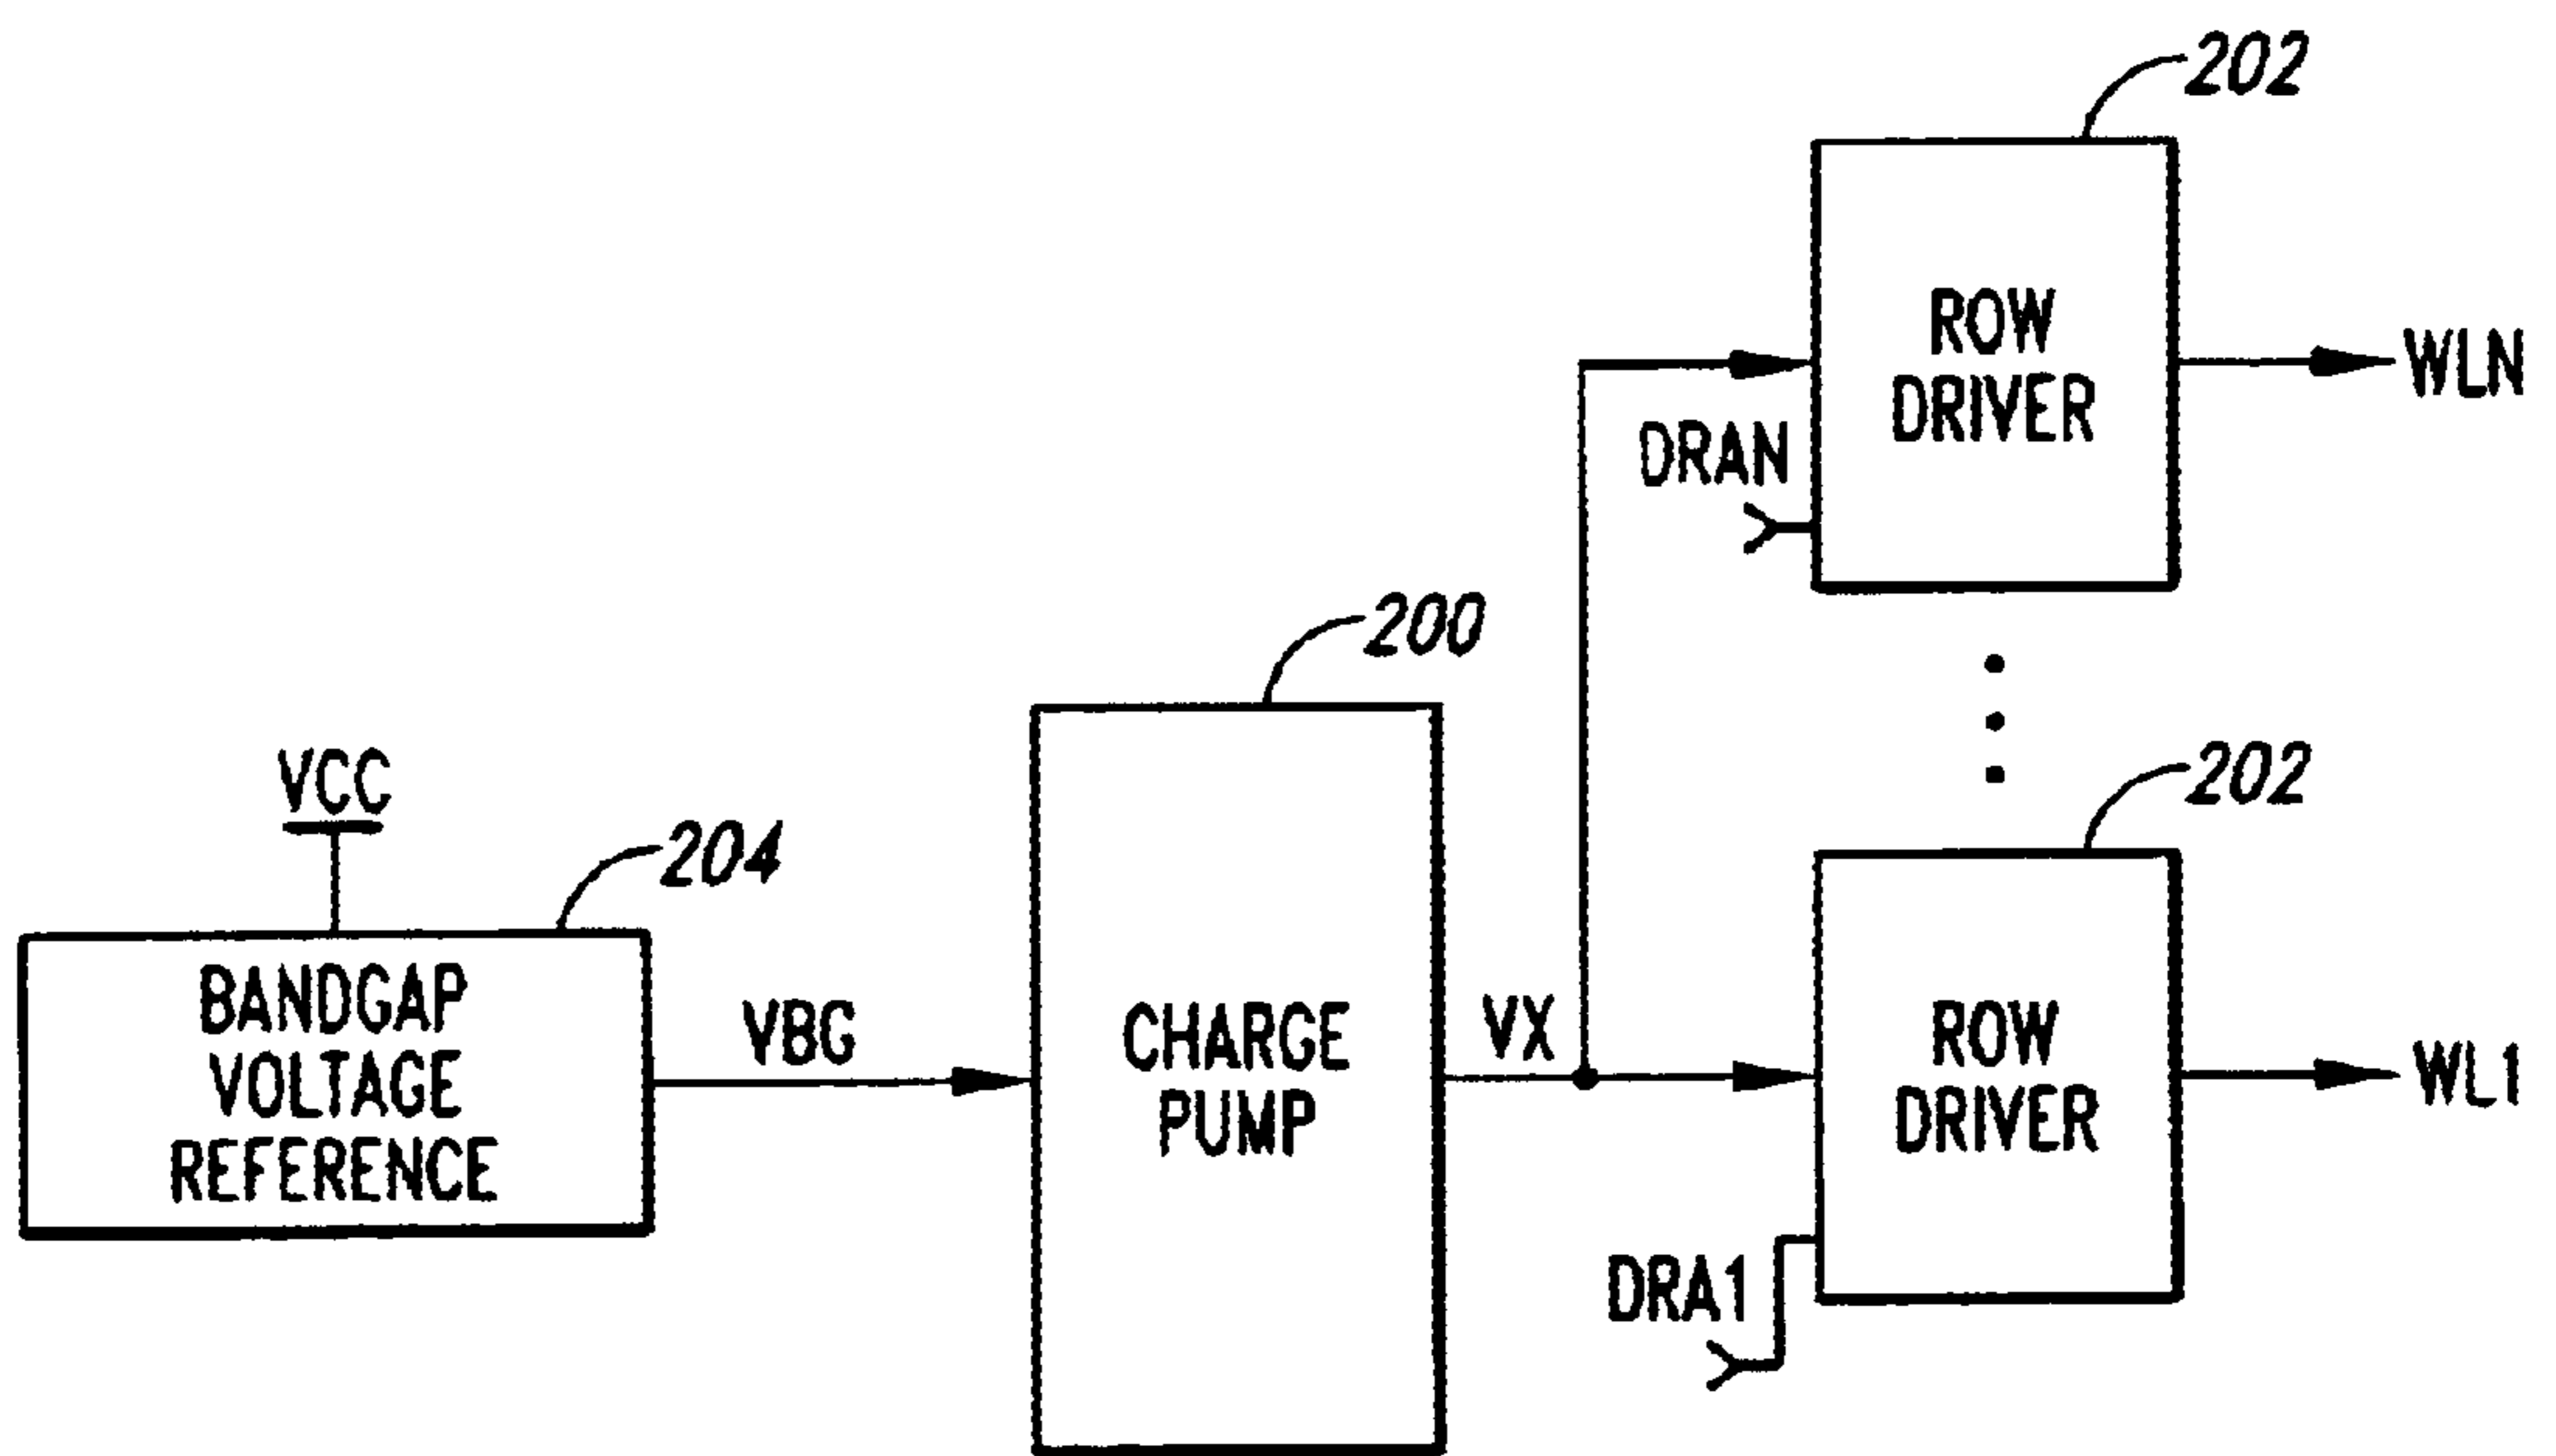 202
ROW
DRIVER
WLN
DRAN
200
202
VCC
204
BANDGAP
VOLTAGE
REFERENCE
VBG
CHARGE
PUMP
VX
ROW
DRIVER
WL1
DRA1